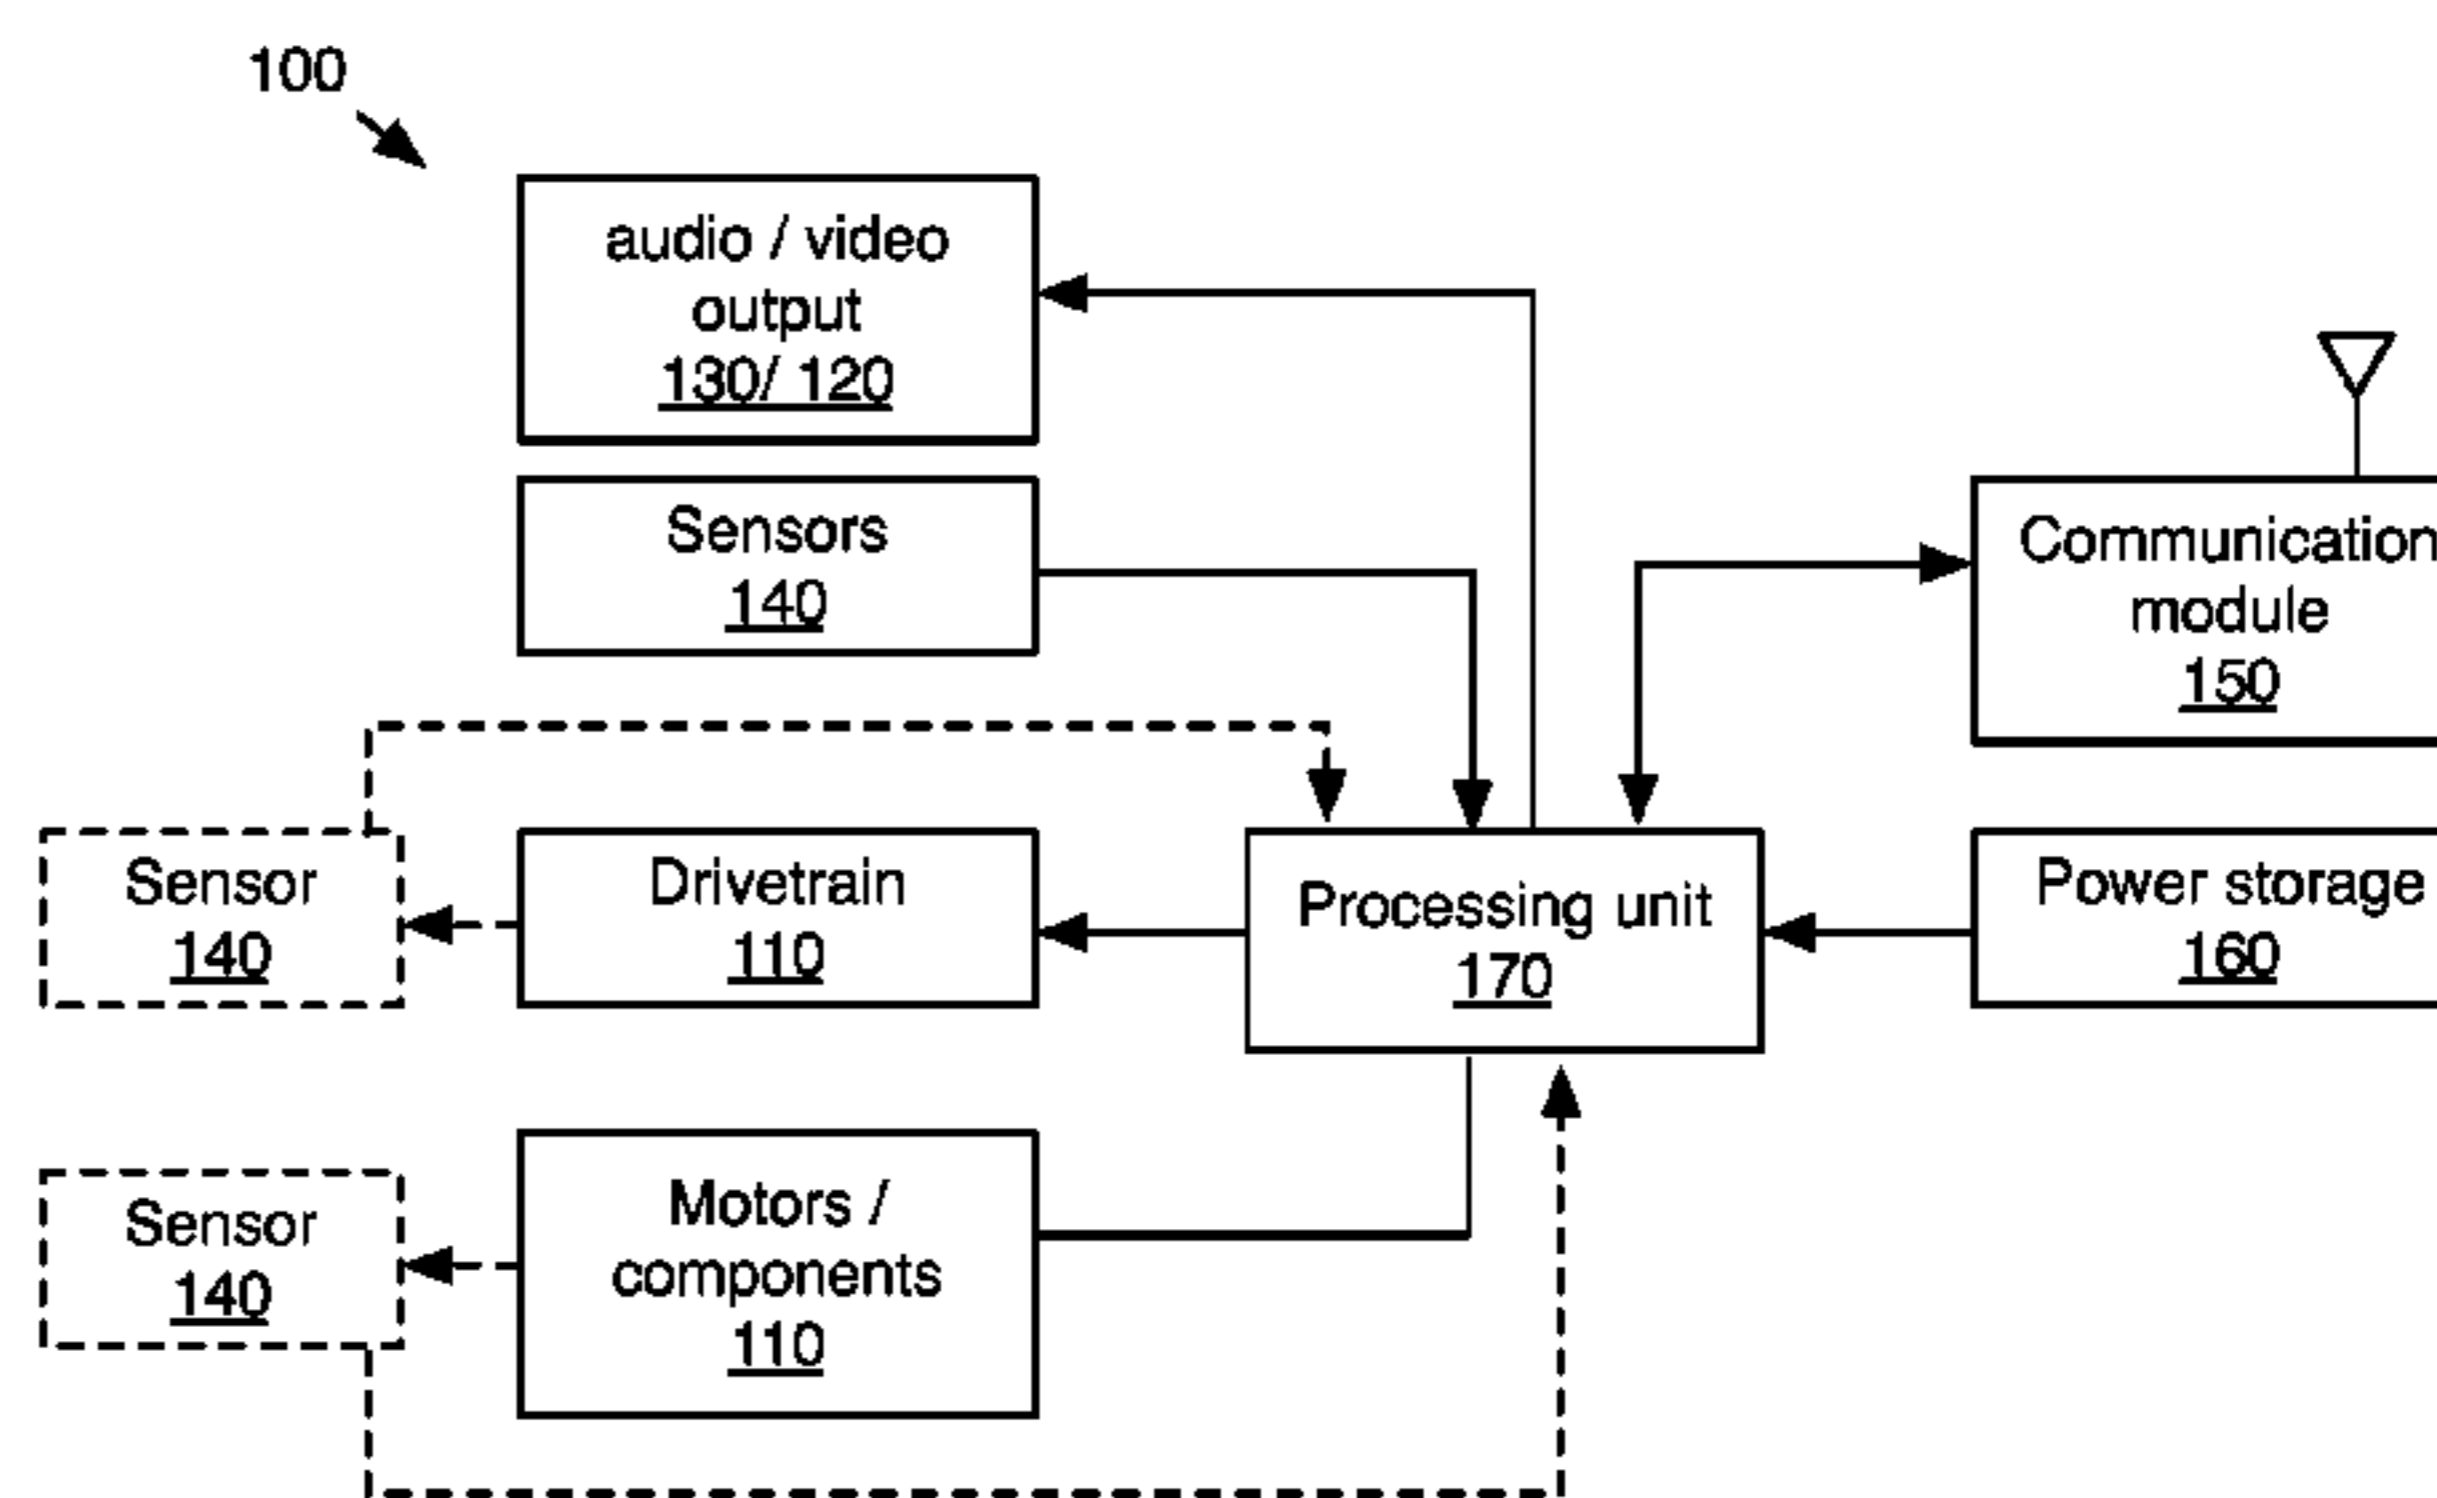 100
audio / video
output
130/ 120
Sensors
140
Communication
module
150
Sensor
140
Drivetrain
110
Processing unit
170
Power storage
160
Sensor
140
Motors /
components
110